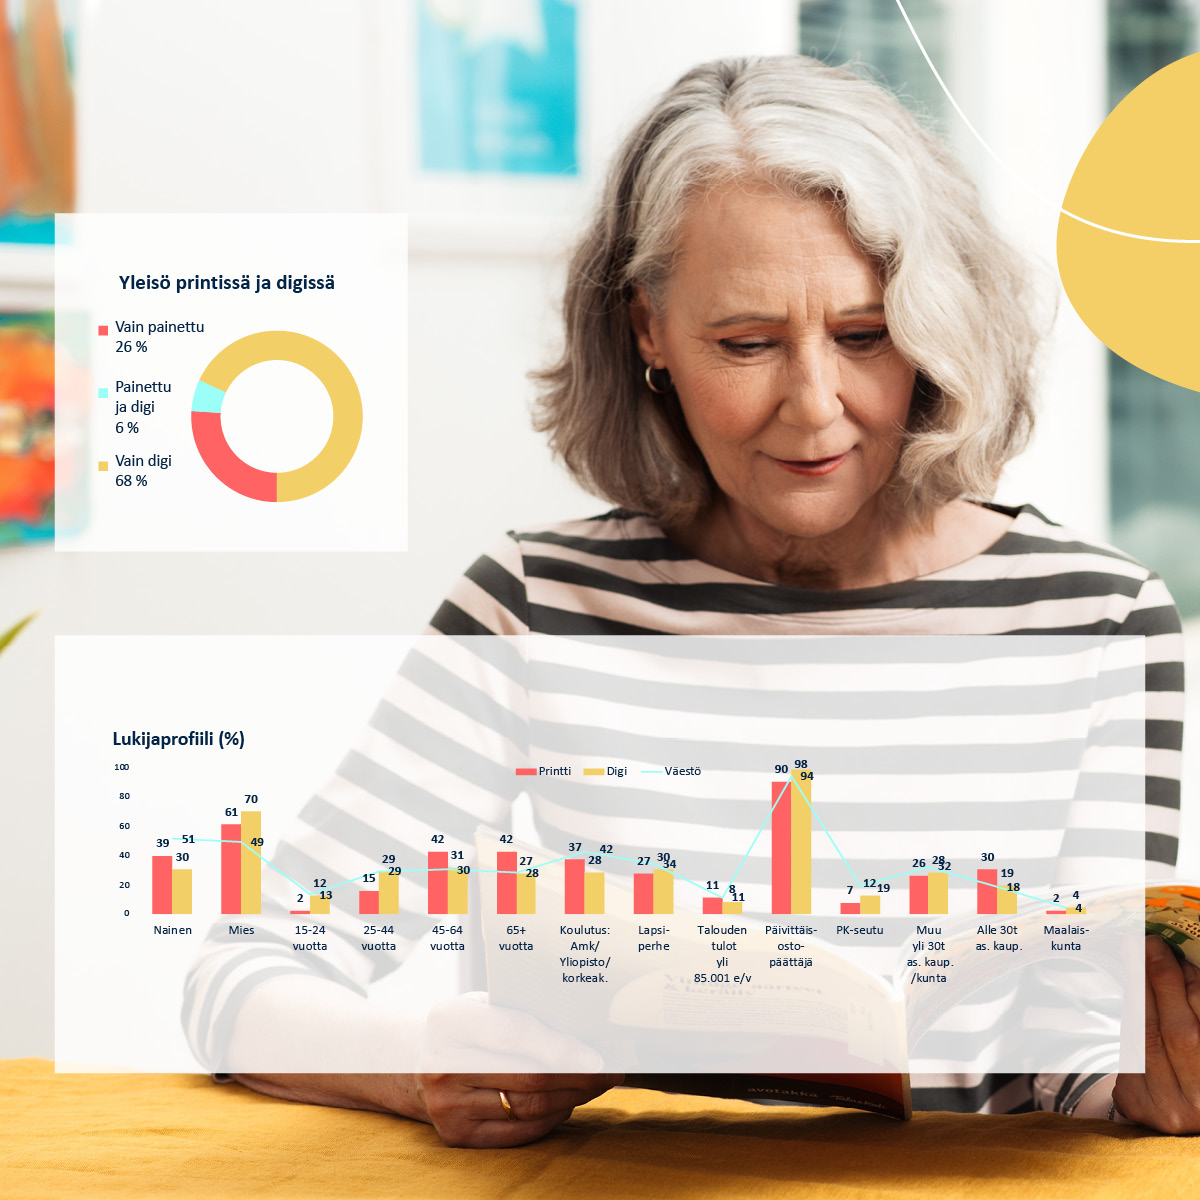 Yleisö printissä ja digissä
Vain painettu
26 %
Painettu
ja digi
6 %
Vain digi
68 %
Lukijaprofiili (%)
Printti Digi Väestö
100
80
60
40
20
0
39 51 30
61 70 49
2 12 13
15 29 29
42 31 30
42 27 28
37 42 28
27 30 34
11 8 11
90 98 94
7 12 19
26 28 32
30 19 18
2 4 4
Nainen
Mies
15-24
vuotta
25-44
vuotta
45-64
vuotta
65+
vuotta
Koulutus:
Amk/
Yliopisto/
korkeak.
Lapsi-
perhe
Talouden
tulot
yli
85.001 e/v
Päivittäis-
osto-
päättäjä
PK-seutu
Muu
yli 30t
as. kaup.
/kunta
Alle 30t
as. kaup.
Maalais-
kunta
avotakka